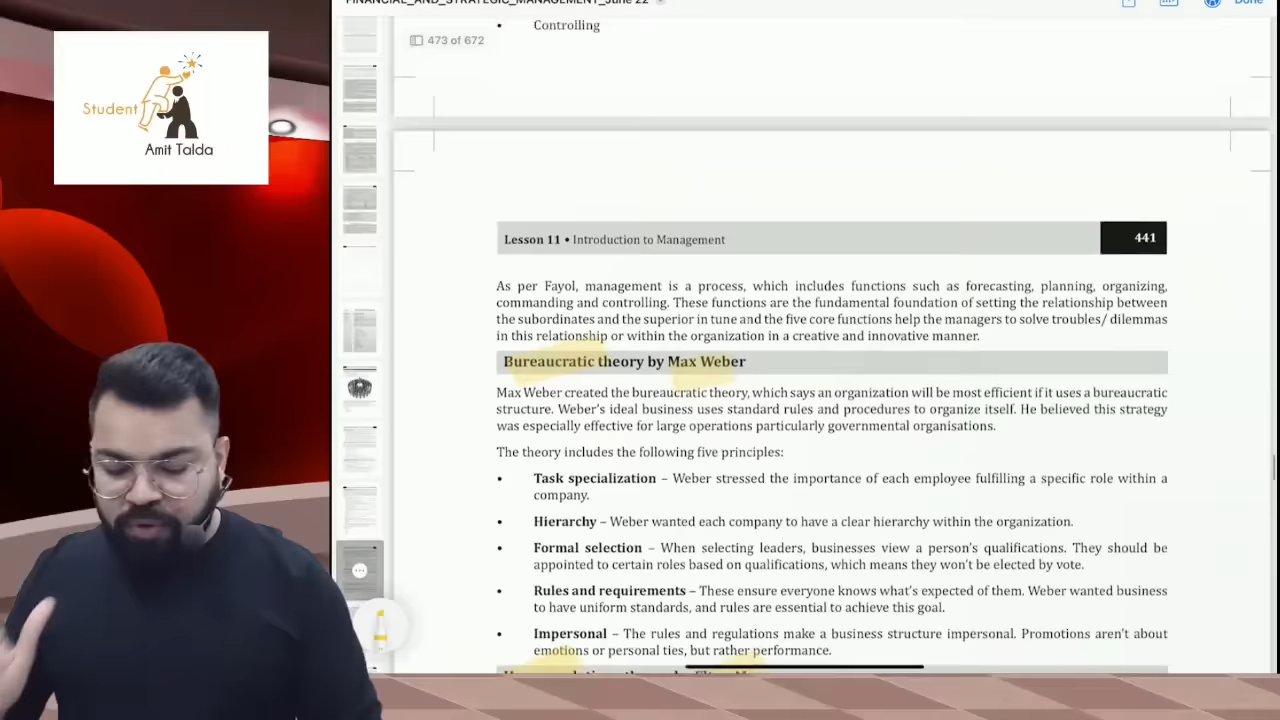 FINANCIAL_AND_STRATEGIC_MANAGEMENT_June 22
Done
• Controlling
473 of 672
Student
Amit Talda
Lesson 11 • Introduction to Management
441
As per Fayol, management is a process, which includes functions such as forecasting, planning, organizing,
commanding and controlling. These functions are the fundamental foundation of setting the relationship between
the subordinates and the superior in tune and the five core functions help the managers to solve troubles/ dilemmas
in this relationship or within the organization in a creative and innovative manner.
Bureaucratic theory by Max Weber
Max Weber created the bureaucratic theory, which says an organization will be most efficient if it uses a bureaucratic
structure. Weber's ideal business uses standard rules and procedures to organize itself. He believed this strategy
was especially effective for large operations particularly governmental organisations.
The theory includes the following five principles:
• Task specialization – Weber stressed the importance of each employee fulfilling a specific role within a
company.
• Hierarchy – Weber wanted each company to have a clear hierarchy within the organization.
• Formal selection – When selecting leaders, businesses view a person's qualifications. They should be
appointed to certain roles based on qualifications, which means they won't be elected by vote.
• Rules and requirements – These ensure everyone knows what's expected of them. Weber wanted business
to have uniform standards, and rules are essential to achieve this goal.
• Impersonal – The rules and regulations make a business structure impersonal. Promotions aren't about
emotions or personal ties, but rather performance.